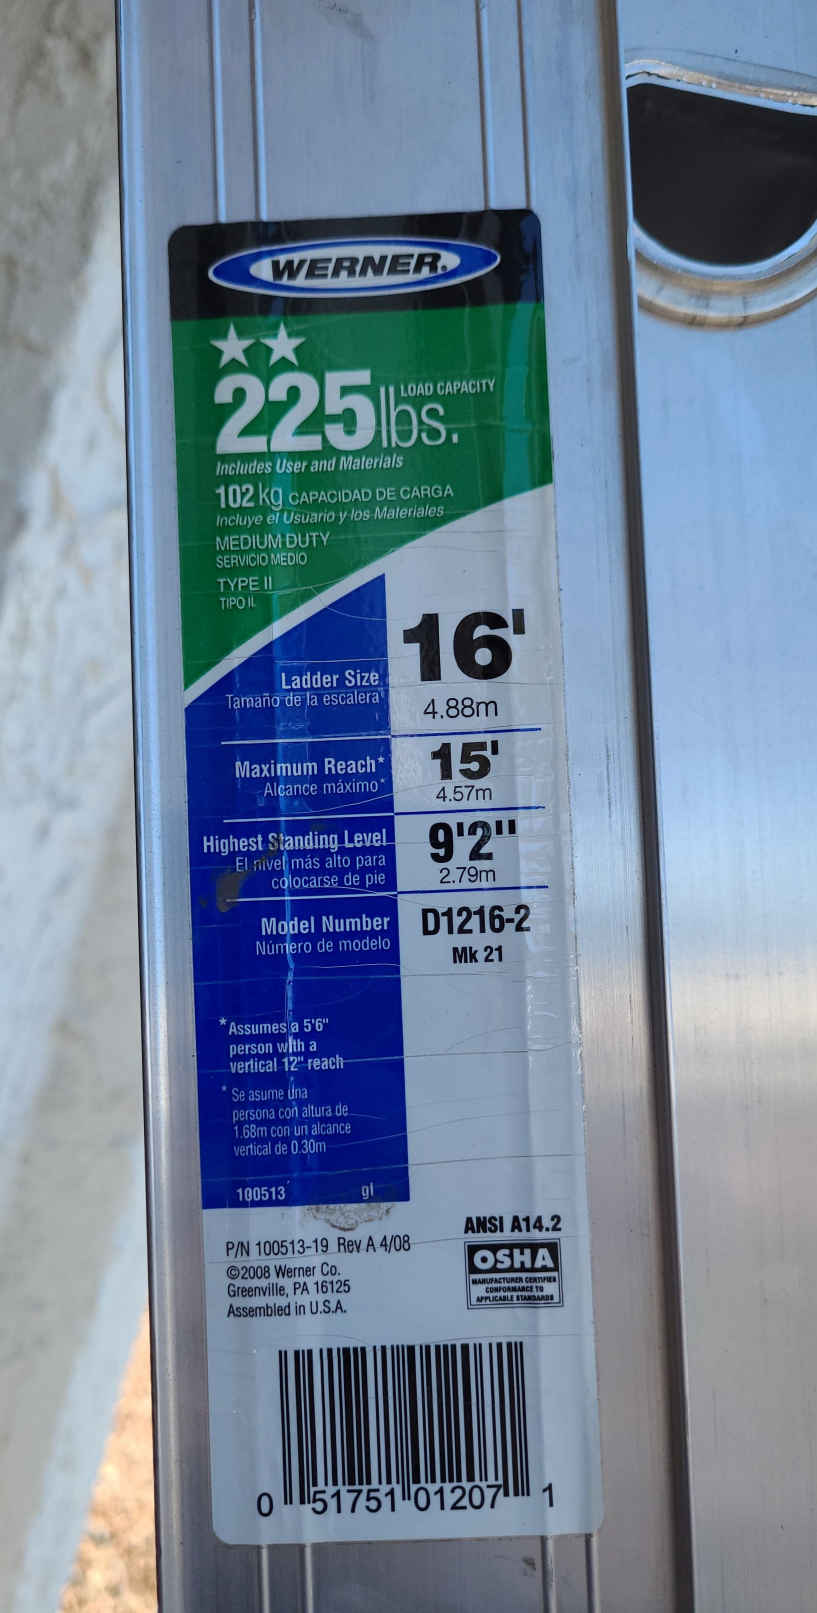 WERNER.
225 lbs. LOAD CAPACITY
Includes User and Materials
102 kg CAPACIDAD DE CARGA
Incluye el Usuario y los Materiales
MEDIUM DUTY
SERVICIO MEDIO
TYPE II
TIPO II
Ladder Size 16'
Tamaño de la escalera 4.88m
Maximum Reach* 15'
Alcance máximo* 4.57m
Highest Standing Level 9'2"
El nivel más alto para
colocarse de pie 2.79m
Model Number D1216-2
Número de modelo Mk 21
*Assumes a 5'6"
person with a
vertical 12" reach
* Se asume una
persona con altura de
1.68m con un alcance
vertical de 0.30m
100513 gl
P/N 100513-19 Rev A 4/08
©2008 Werner Co.
Greenville, PA 16125
Assembled in U.S.A.
ANSI A14.2
OSHA
MANUFACTURER CERTIFIES
CONFORMANCE TO
APPLICABLE STANDARDS
0 51751 01207 1